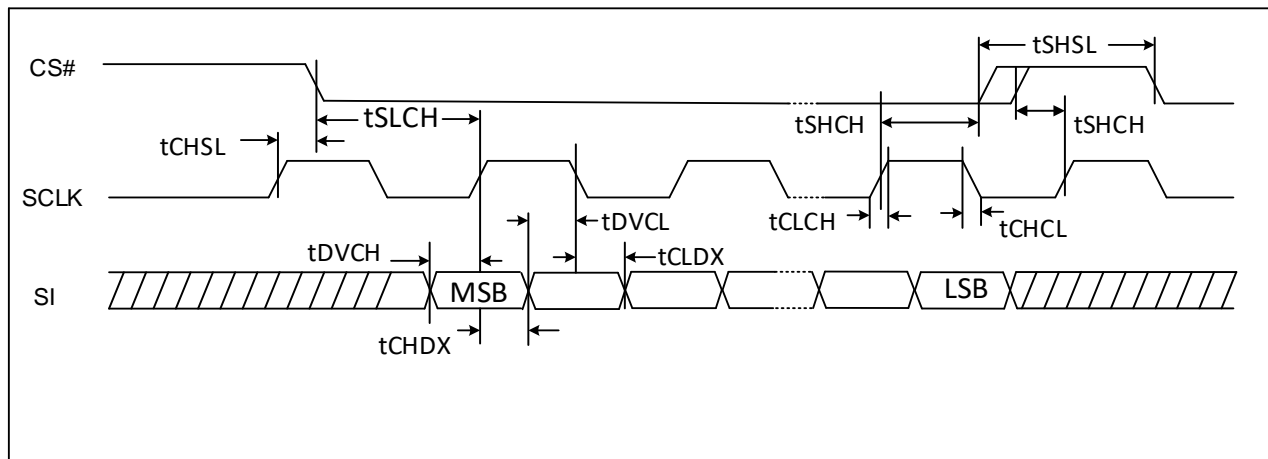 tSHSL
CS#
tSLCH
tSHCH
tSHCH
tCHSL
SCLK
tDVCL
tCLCH
tCHCL
tDVCH
tCLDX
SI
MSB
LSB
tCHDX